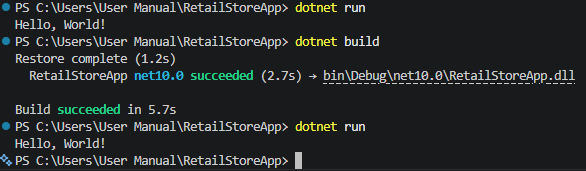 PS C:\Users\User Manual\RetailStoreApp> dotnet run
Hello, World!
PS C:\Users\User Manual\RetailStoreApp> dotnet build
Restore complete (1.2s)
  RetailStoreApp net10.0 succeeded (2.7s) → bin\Debug\net10.0\RetailStoreApp.dll
Build succeeded in 5.7s
PS C:\Users\User Manual\RetailStoreApp> dotnet run
Hello, World!
PS C:\Users\User Manual\RetailStoreApp>